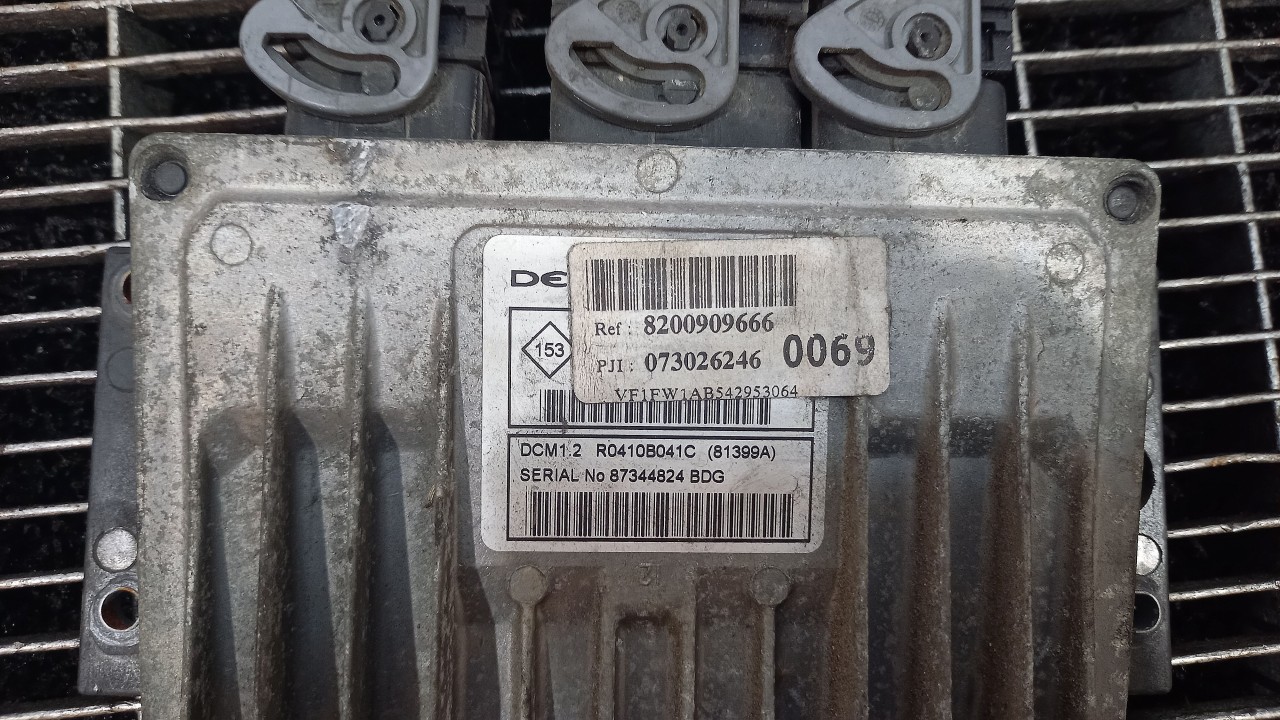 DE
Ref : 8200909666
PJI : 073026246 0069
153
VF1FW1AB542953064
DCM1.2 R0410B041C (81399A)
SERIAL No 87344824 BDG